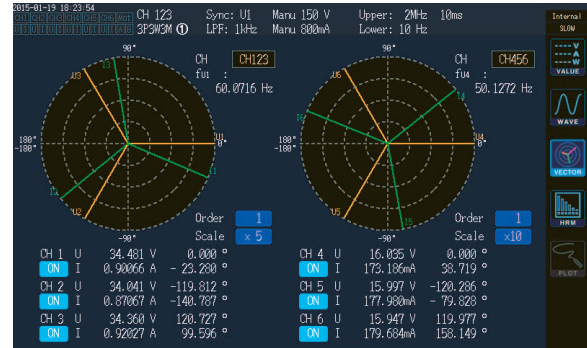 2015-01-19 18:23:54
CH1 CH2 CH3 CH4 CH5 CH6 Mot
U I U I U I U I U I U I A B
CH 123 Sync: U1 Manu 150 V Upper: 2MHz 10ms
3P3W3M ① LPF: 1kHz Manu 800mA Lower: 10 Hz
Internal
SLOW
90°
CH CH123
fU1 :
60.0716 Hz
U3
I3
180°
-180°
U1
0°
I1
I2
U2
-90°
Order 1
Scale x 5
90°
CH CH456
fU4 :
50.1272 Hz
U6
I4
I6
180°
-180°
U4
0°
U5
I5
-90°
Order 1
Scale x10
CH 1 U 34.481 V 0.000 °
ON I 0.90066 A - 23.280 °
CH 2 U 34.041 V -119.812 °
ON I 0.87067 A -140.787 °
CH 3 U 34.360 V 120.727 °
ON I 0.92027 A 99.596 °
CH 4 U 16.035 V 0.000 °
ON I 173.186mA 38.719 °
CH 5 U 15.997 V -120.286 °
ON I 177.980mA - 79.828 °
CH 6 U 15.947 V 119.977 °
ON I 179.684mA 158.149 °
---- V
---- A
---- W
VALUE
WAVE
VECTOR
HRM
PLOT